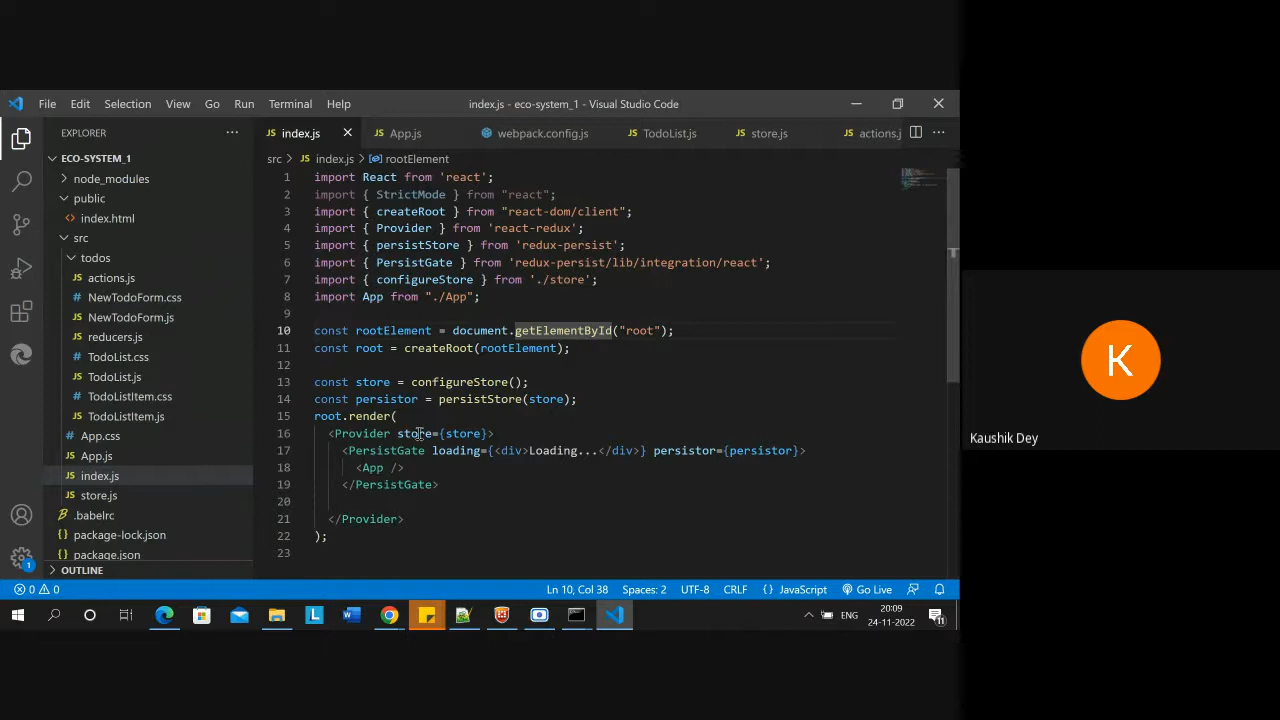 File Edit Selection View Go Run Terminal Help
index.js - eco-system_1 - Visual Studio Code
EXPLORER
ECO-SYSTEM_1
node_modules
public
index.html
src
todos
actions.js
NewTodoForm.css
NewTodoForm.js
reducers.js
TodoList.css
TodoList.js
TodoListItem.css
TodoListItem.js
App.css
App.js
index.js
store.js
.babelrc
package-lock.json
package.json
OUTLINE
index.js App.js webpack.config.js TodoList.js store.js actions.j
src > index.js > rootElement
1 import React from 'react';
2 import { StrictMode } from "react";
3 import { createRoot } from "react-dom/client";
4 import { Provider } from 'react-redux';
5 import { persistStore } from 'redux-persist';
6 import { PersistGate } from 'redux-persist/lib/integration/react';
7 import { configureStore } from './store';
8 import App from "./App";
9
10 const rootElement = document.getElementById("root");
11 const root = createRoot(rootElement);
12
13 const store = configureStore();
14 const persistor = persistStore(store);
15 root.render(
16 <Provider store={store}>
17 <PersistGate loading={<div>Loading...</div>} persistor={persistor}>
18 <App />
19 </PersistGate>
20
21 </Provider>
22 );
23
0 0
Ln 10, Col 38 Spaces: 2 UTF-8 CRLF {} JavaScript Go Live
1
L
W
ENG
20:09
24-11-2022
11
K
Kaushik Dey